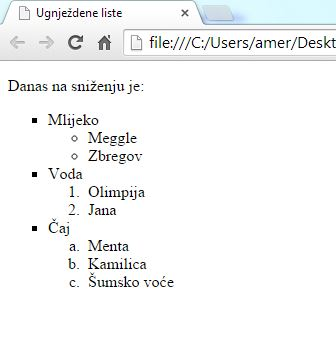 Ugnježdene liste
file:///C:/Users/amer/Deskt
Danas na sniženju je:
Mlijeko
Meggle
Zbregov
Voda
1. Olimpija
2. Jana
Čaj
a. Menta
b. Kamilica
c. Šumsko voće